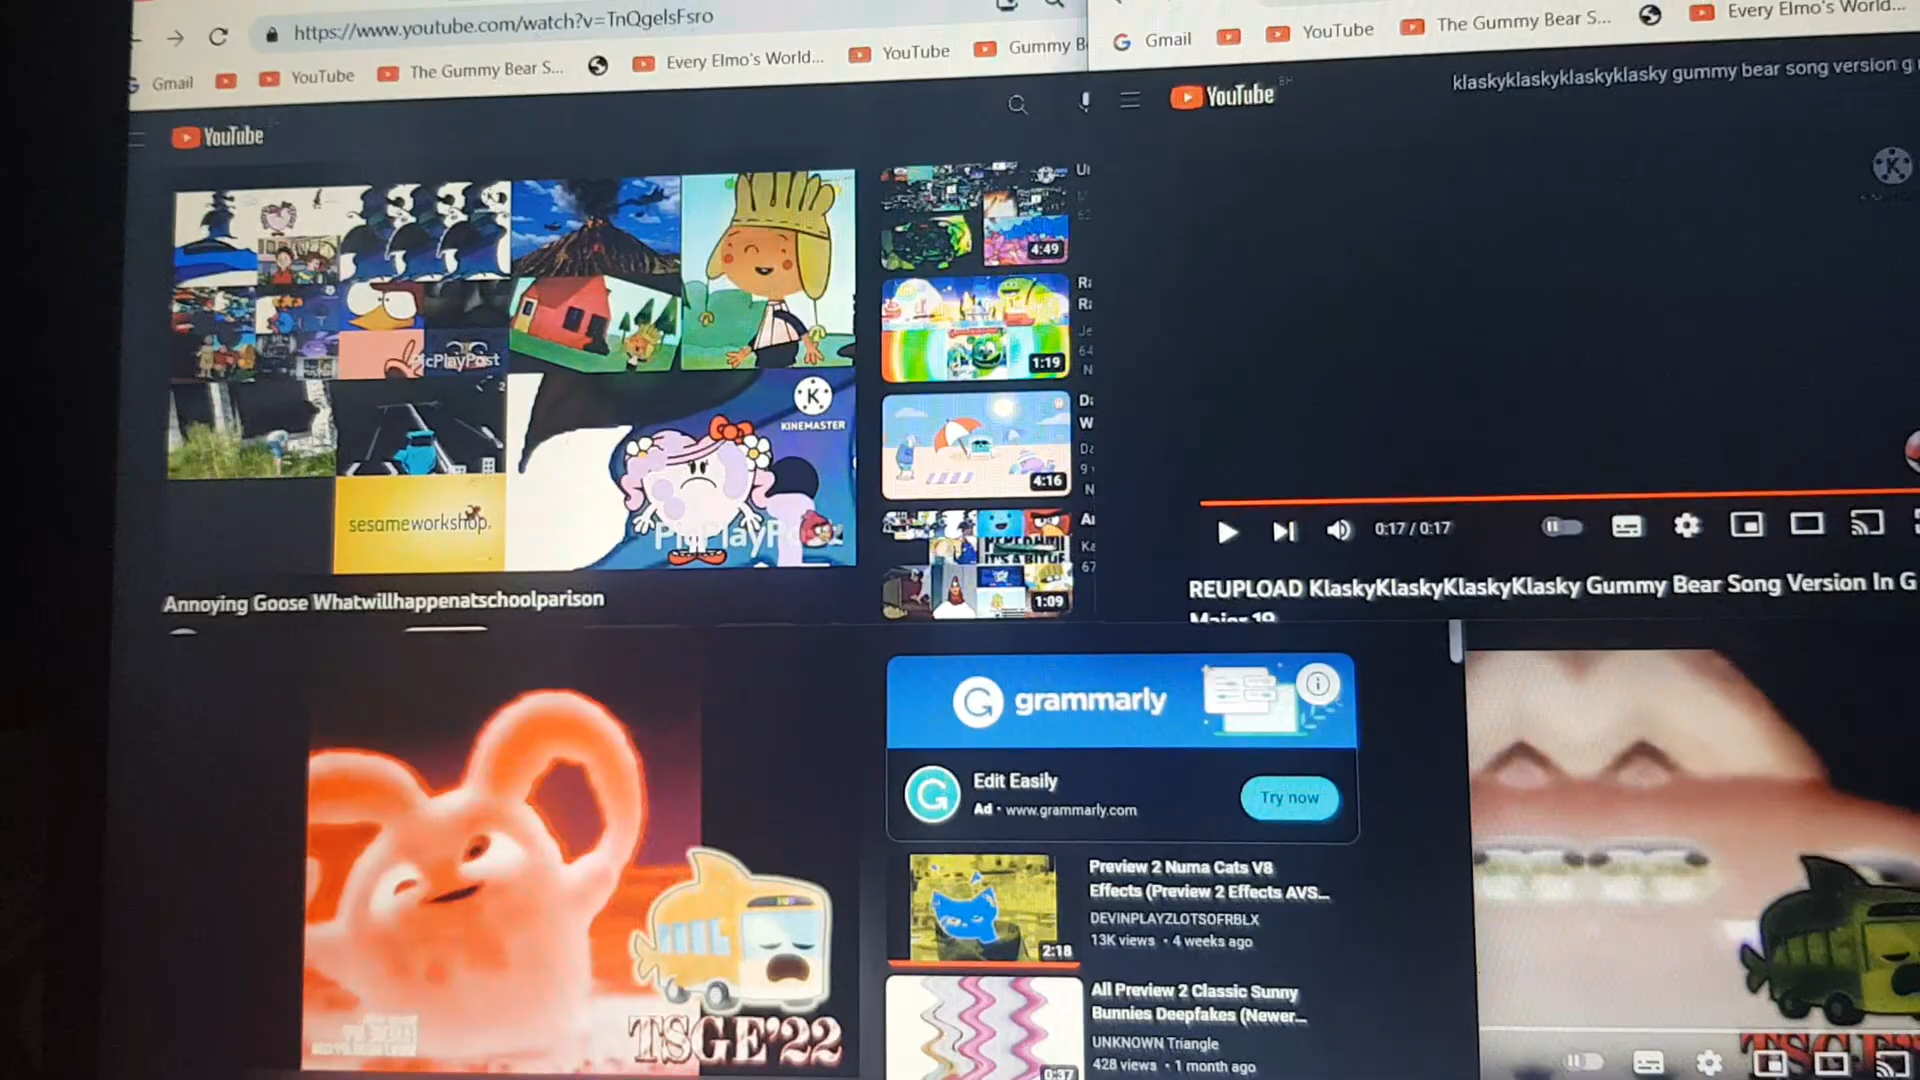 https://www.youtube.com/watch?v=TnQgelsFsro
Gmail
YouTube
The Gummy Bear S...
Every Elmo's World...
YouTube
Gummy B
Gmail
YouTube
The Gummy Bear S...
Every Elmo's World...
YouTube
YouTube
klaskyklaskyklaskyklasky gummy bear song version g
4:49
1:19
4:16
1:09
PicPlayPost
K
KINEMASTER
sesameworkshop.
Annoying Goose Whatwillhappenatschoolparison
0:17 / 0:17
REUPLOAD KlaskyKlaskyKlaskyKlasky Gummy Bear Song Version In G
Major 19
grammarly
Edit Easily
Ad • www.grammarly.com
Try now
Preview 2 Numa Cats V8
Effects (Preview 2 Effects AVS...
DEVINPLAYZLOTSOFRBLX
13K views • 4 weeks ago
2:18
All Preview 2 Classic Sunny
Bunnies Deepfakes (Newer...
UNKNOWN Triangle
428 views • 1 month ago
0:37
TSGE'22